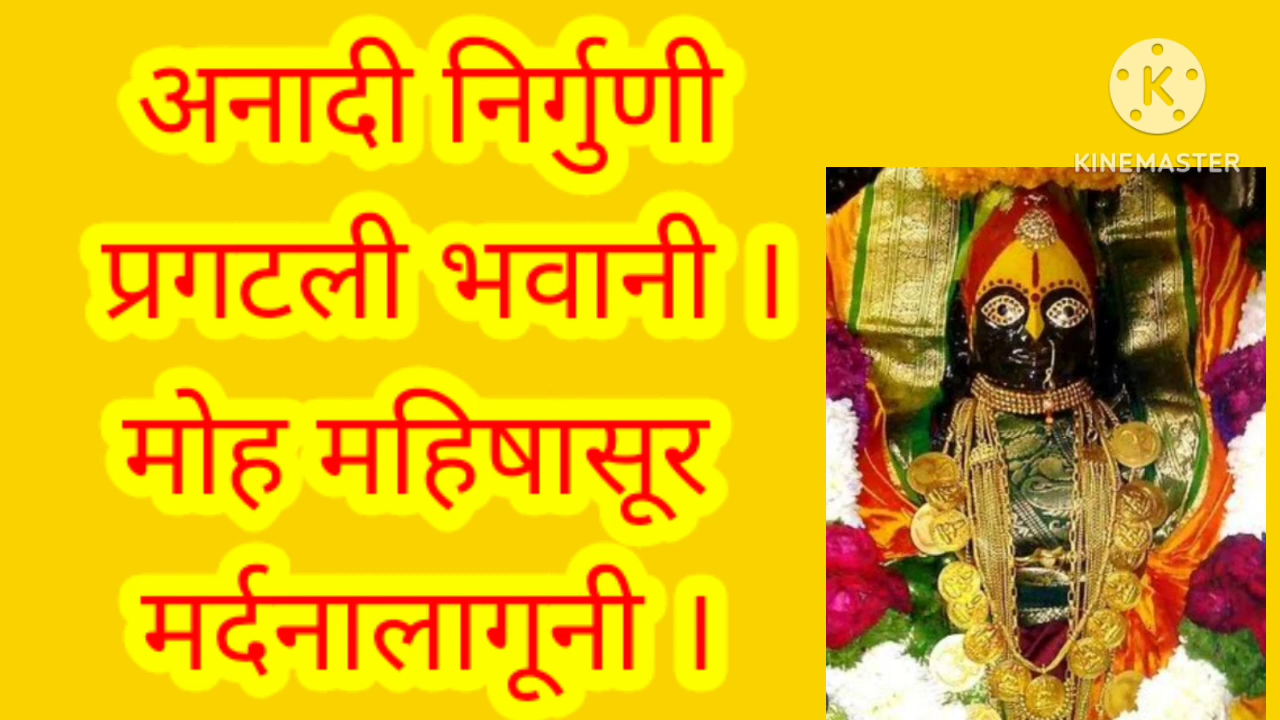 अनादी निर्गुणी
प्रगटली भवानी ।
मोह महिषासूर
मर्दनालागूनी ।
K
KINEMASTER